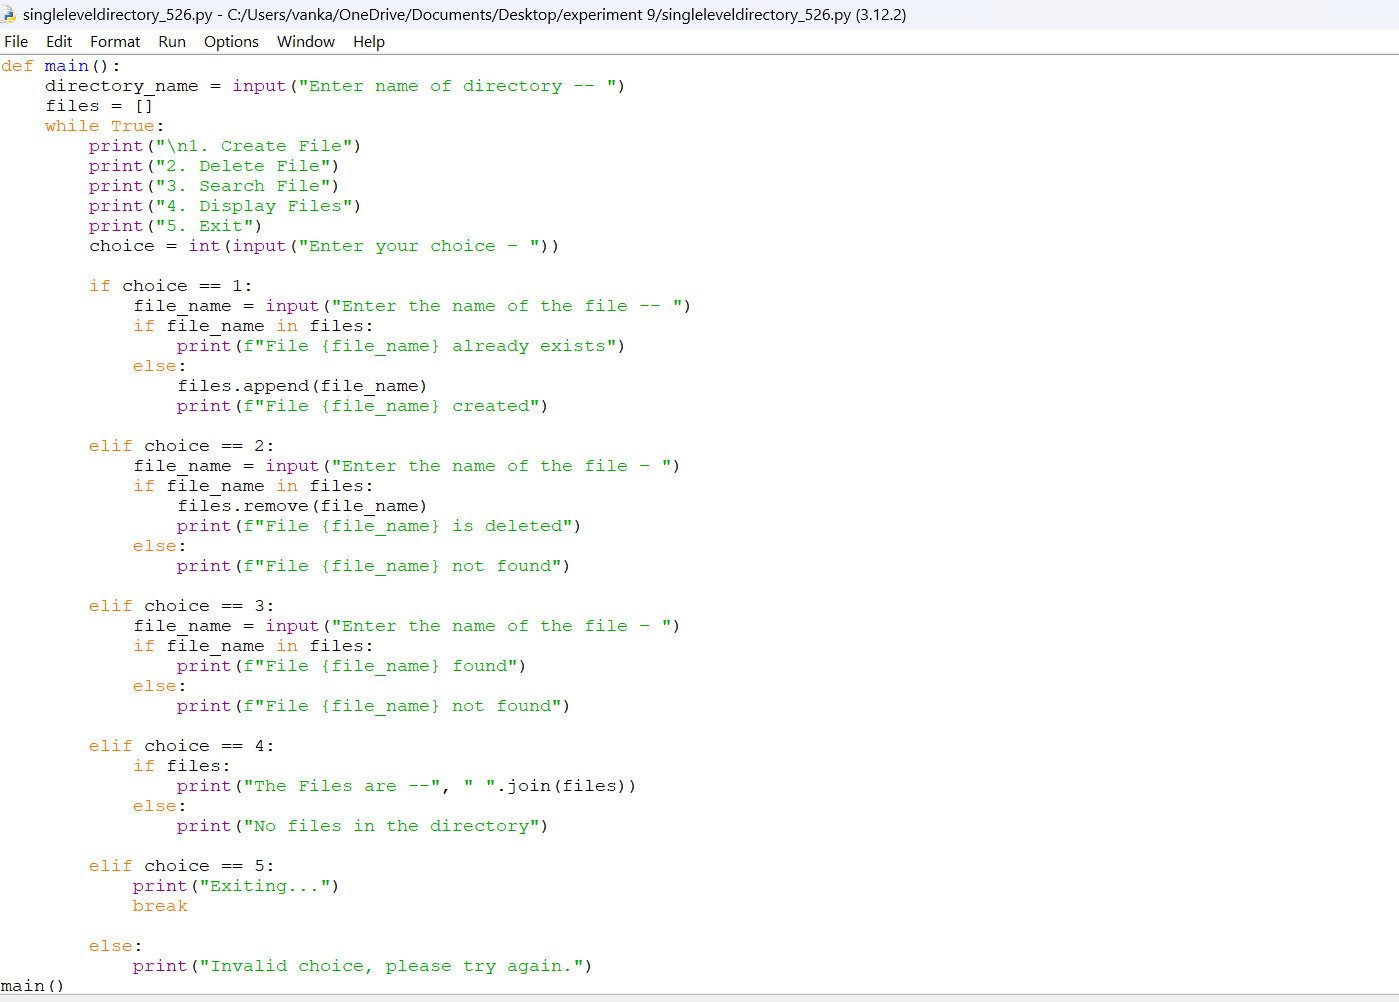 singleleveldirectory_526.py - C:/Users/vanka/OneDrive/Documents/Desktop/experiment 9/singleleveldirectory_526.py (3.12.2)
File Edit Format Run Options Window Help
def main():
    directory_name = input("Enter name of directory -- ")
    files = []
    while True:
        print("\n1. Create File")
        print("2. Delete File")
        print("3. Search File")
        print("4. Display Files")
        print("5. Exit")
        choice = int(input("Enter your choice - "))

        if choice == 1:
            file_name = input("Enter the name of the file -- ")
            if file_name in files:
                print(f"File {file_name} already exists")
            else:
                files.append(file_name)
                print(f"File {file_name} created")

        elif choice == 2:
            file_name = input("Enter the name of the file - ")
            if file_name in files:
                files.remove(file_name)
                print(f"File {file_name} is deleted")
            else:
                print(f"File {file_name} not found")

        elif choice == 3:
            file_name = input("Enter the name of the file - ")
            if file_name in files:
                print(f"File {file_name} found")
            else:
                print(f"File {file_name} not found")

        elif choice == 4:
            if files:
                print("The Files are --", " ".join(files))
            else:
                print("No files in the directory")

        elif choice == 5:
            print("Exiting...")
            break

        else:
            print("Invalid choice, please try again.")
main()